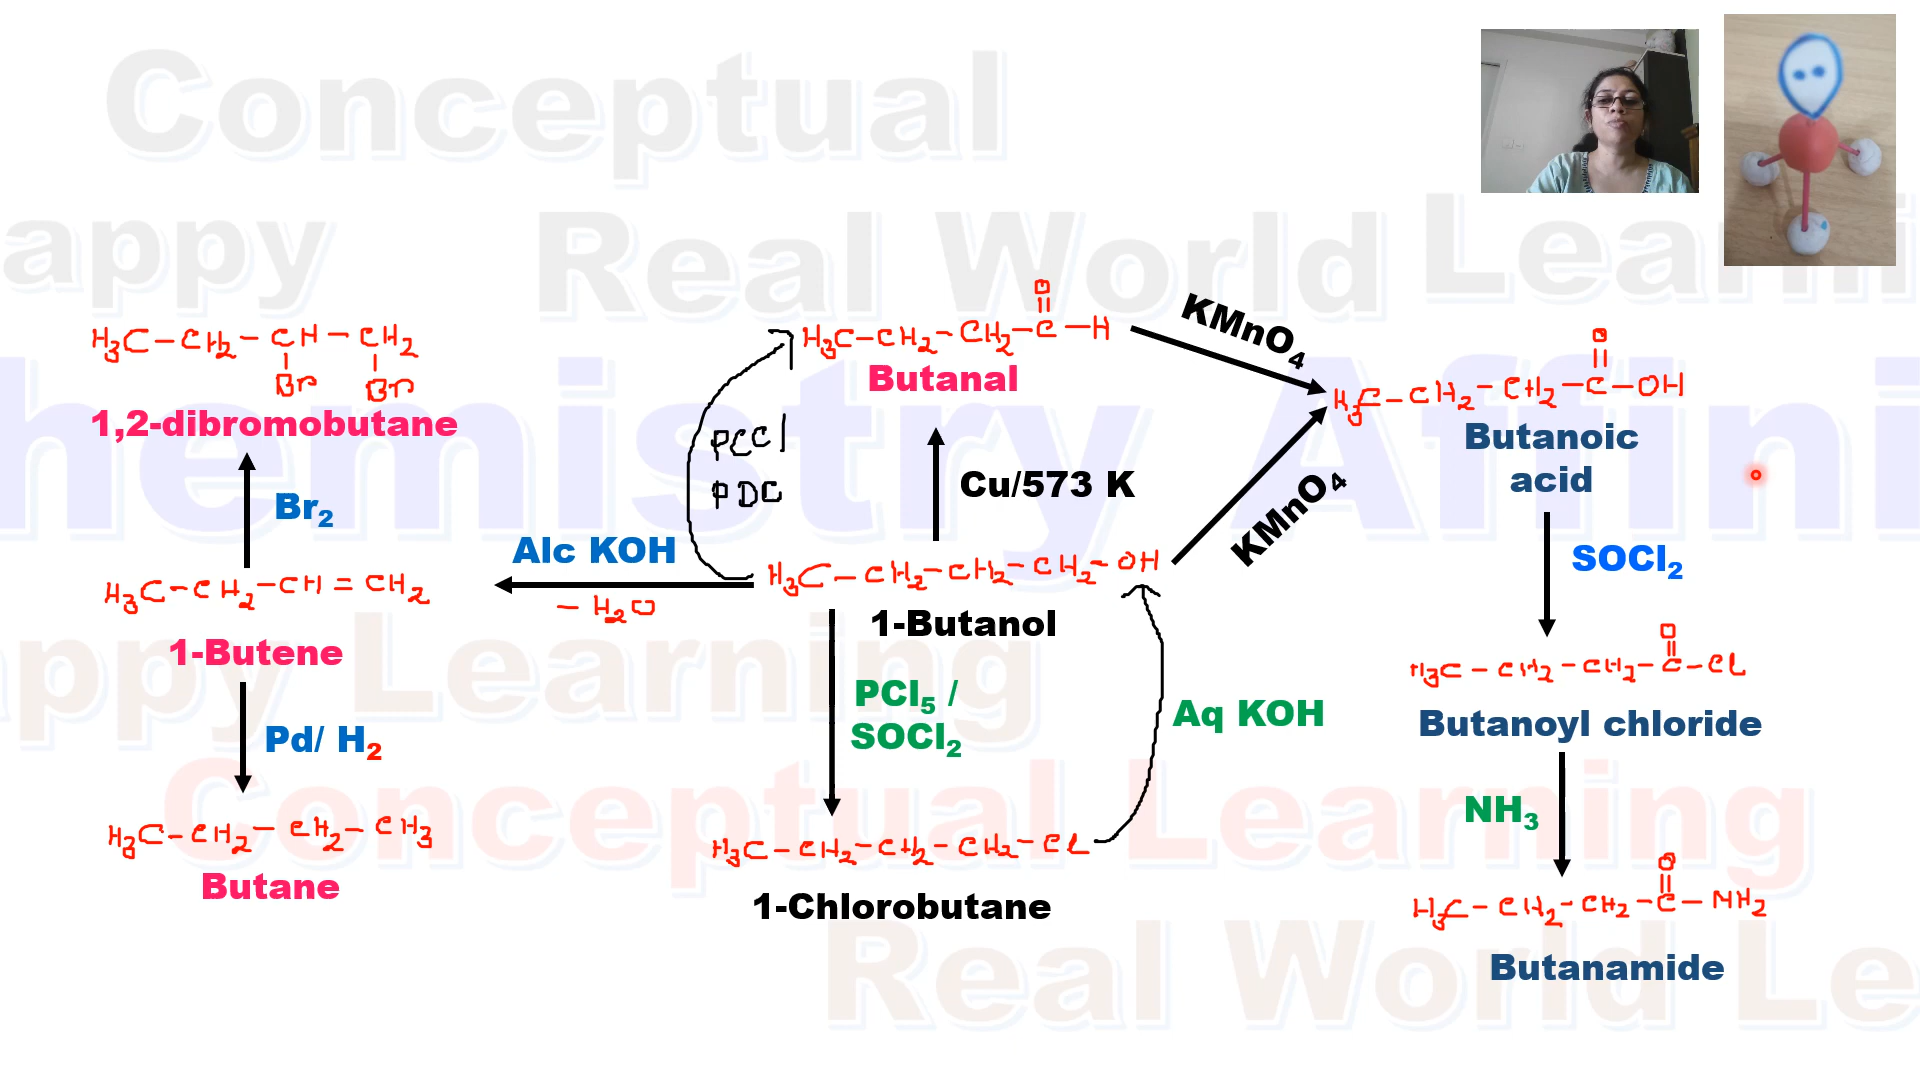 Conceptual
appy Real World Learni
hemistry Affini
appy Learning
Conceptual Learning
Real World Le
H3C-CH2-CH-CH2
Br Br
1,2-dibromobutane
Br2
H3C-CH2-CH=CH2
1-Butene
Pd/ H2
H3C-CH2-CH2-CH3
Butane
Alc KOH
- H2O
O
H3C-CH2-CH2-C-H
Butanal
PCCl
PDC
Cu/573 K
H3C-CH2-CH2-CH2-OH
1-Butanol
PCl5 /
SOCl2
Aq KOH
H3C-CH2-CH2-CH2-Cl
1-Chlorobutane
KMnO4
KMnO4
O
H3C-CH2-CH2-C-OH
Butanoic
acid
SOCl2
O
H3C-CH2-CH2-C-Cl
Butanoyl chloride
NH3
O
H3C-CH2-CH2-C-NH2
Butanamide